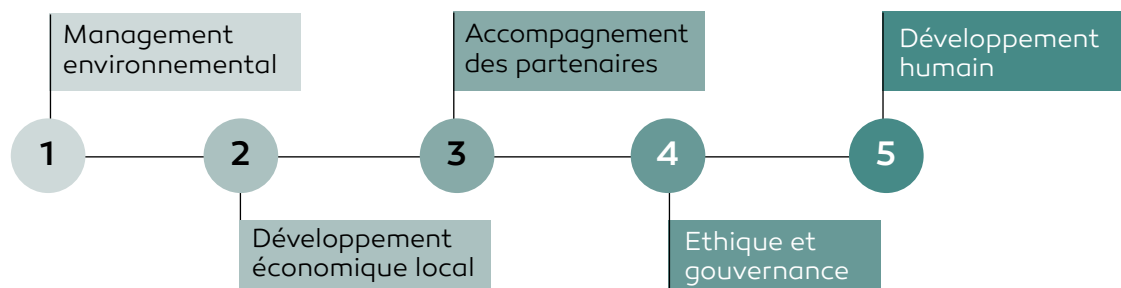 Management
environnemental
Accompagnement
des partenaires
Développement
humain
1
2
3
4
5
Développement
économique local
Ethique et
gouvernance